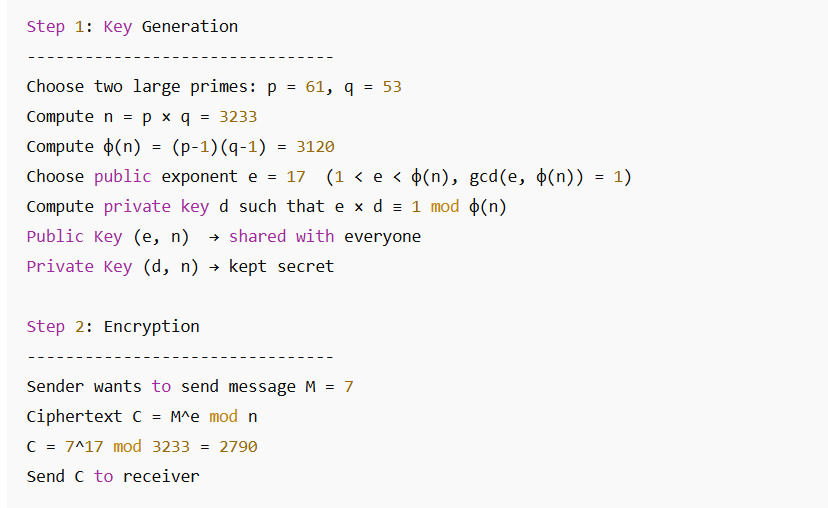 Step 1: Key Generation
--------------------------------
Choose two large primes: p = 61, q = 53
Compute n = p × q = 3233
Compute ϕ(n) = (p-1)(q-1) = 3120
Choose public exponent e = 17  (1 < e < ϕ(n), gcd(e, ϕ(n)) = 1)
Compute private key d such that e × d ≡ 1 mod ϕ(n)
Public Key (e, n)  → shared with everyone
Private Key (d, n) → kept secret
Step 2: Encryption
--------------------------------
Sender wants to send message M = 7
Ciphertext C = M^e mod n
C = 7^17 mod 3233 = 2790
Send C to receiver